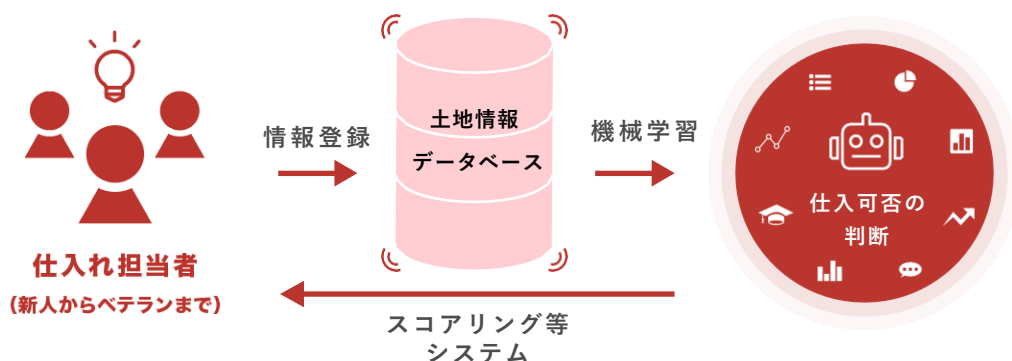 仕入れ担当者
(新人からベテランまで)
情報登録
土地情報
データベース
機械学習
仕入可否の
判断
スコアリング等
システム